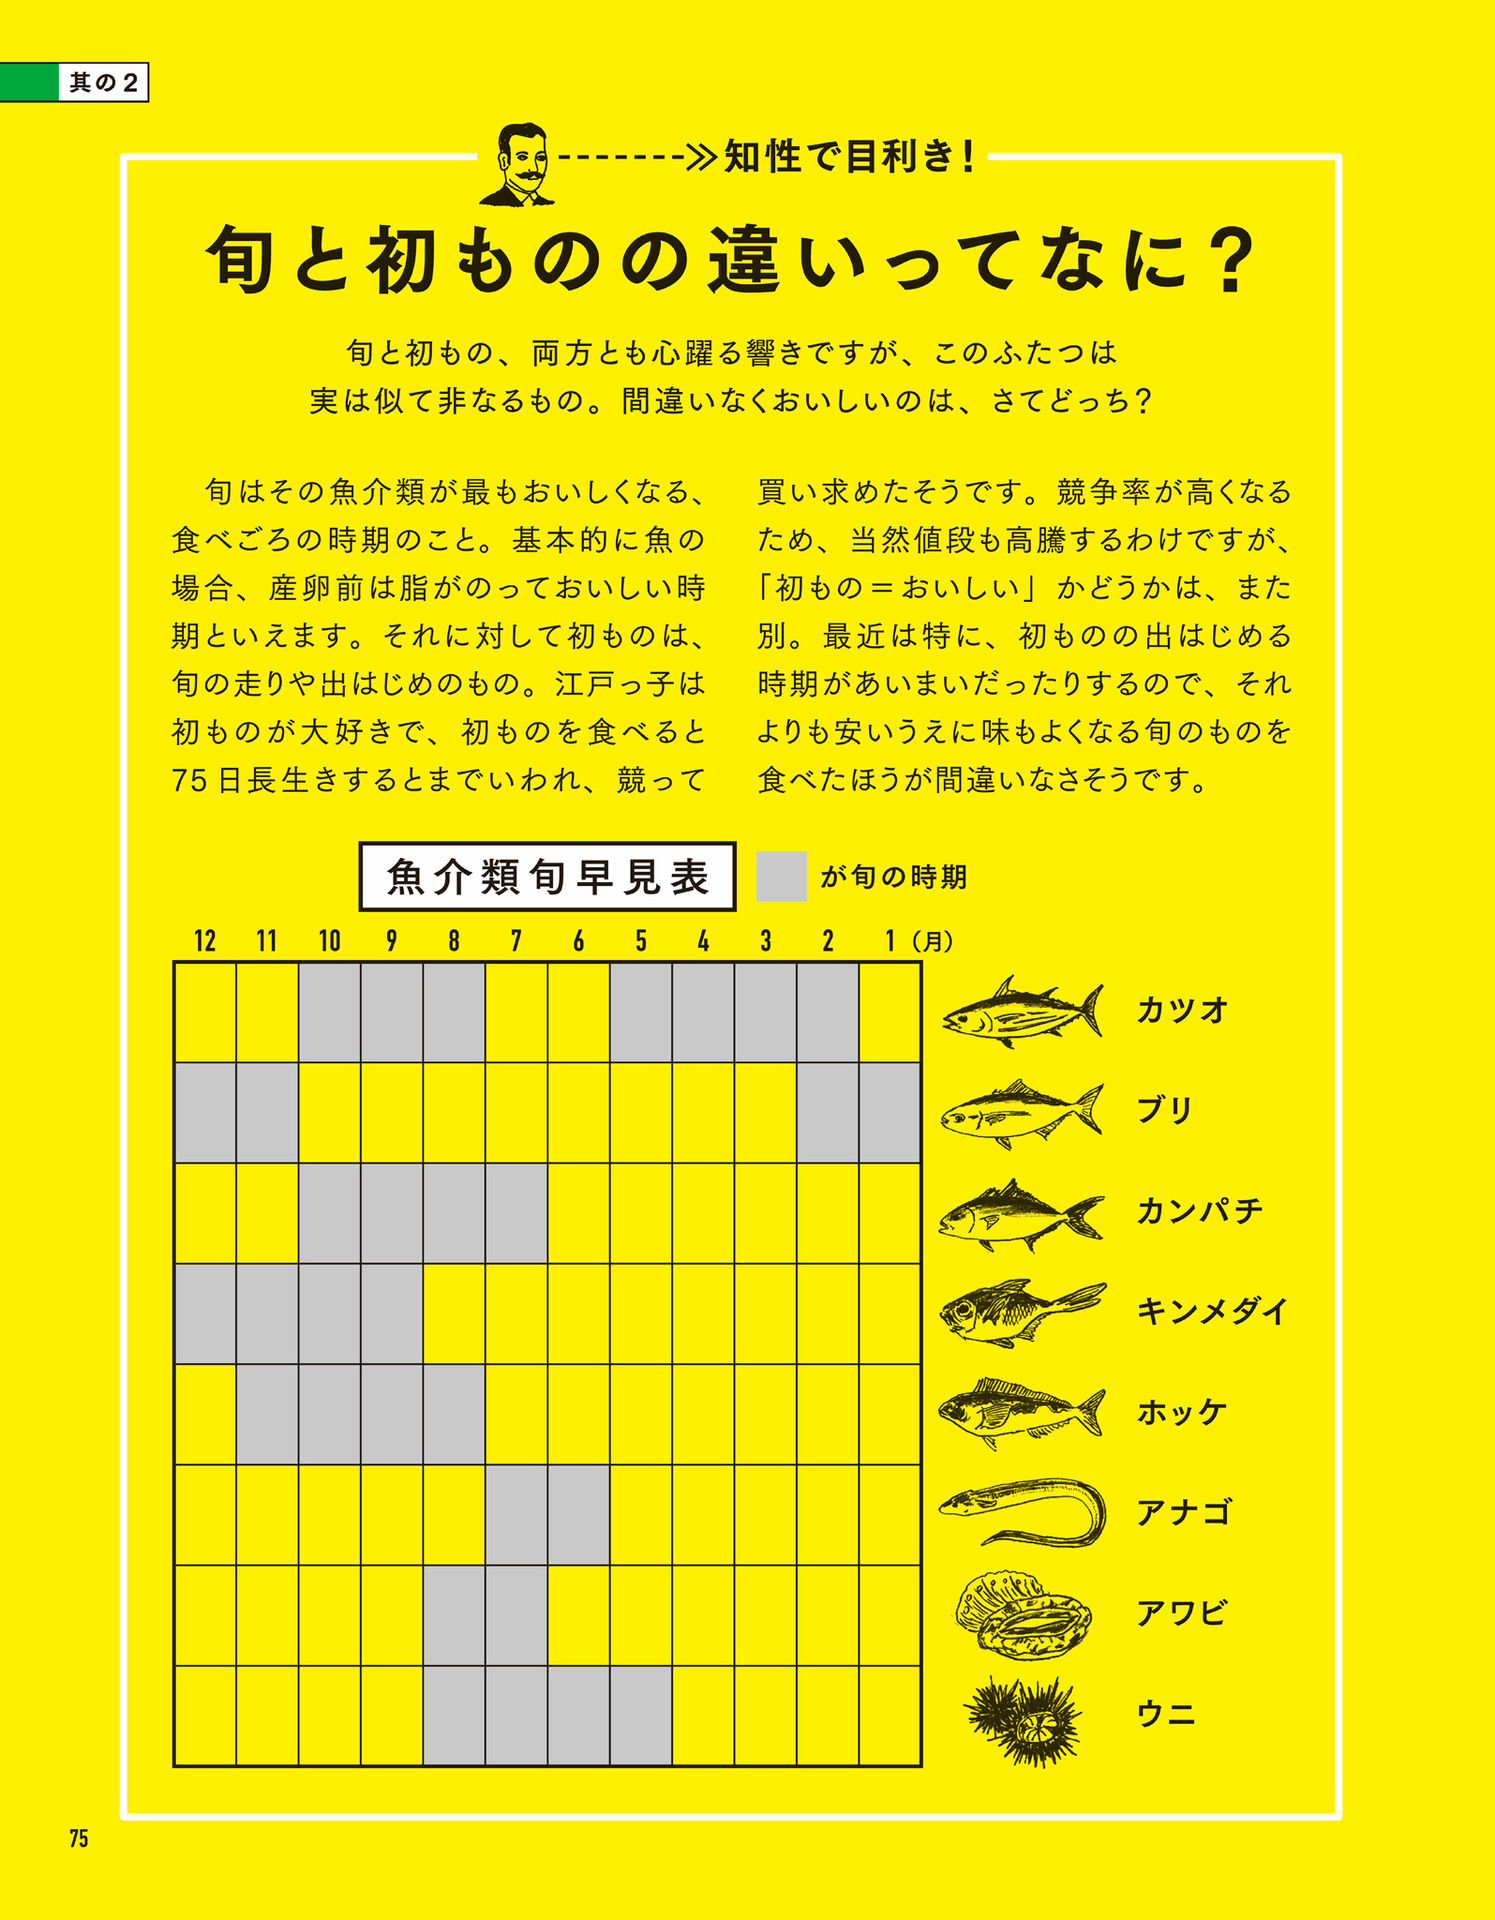 其の2
知性で目利き！
旬と初ものの違いってなに？
旬と初もの、両方とも心躍る響きですが、このふたつは
実は似て非なるもの。間違いなくおいしいのは、さてどっち？
旬はその魚介類が最もおいしくなる、
食べごろの時期のこと。基本的に魚の
場合、産卵前は脂がのっておいしい時
期といえます。それに対して初ものは、
旬の走りや出はじめのもの。江戸っ子は
初ものが大好きで、初ものを食べると
75日長生きするとまでいわれ、競って
買い求めたそうです。競争率が高くなる
ため、当然値段も高騰するわけですが、
「初もの＝おいしい」かどうかは、また
別。最近は特に、初ものの出はじめる
時期があいまいだったりするので、それ
よりも安いうえに味もよくなる旬のものを
食べたほうが間違いなさそうです。
魚介類旬早見表
が旬の時期
12 11 10 9 8 7 6 5 4 3 2 1（月）
カツオ
ブリ
カンパチ
キンメダイ
ホッケ
アナゴ
アワビ
ウニ
75